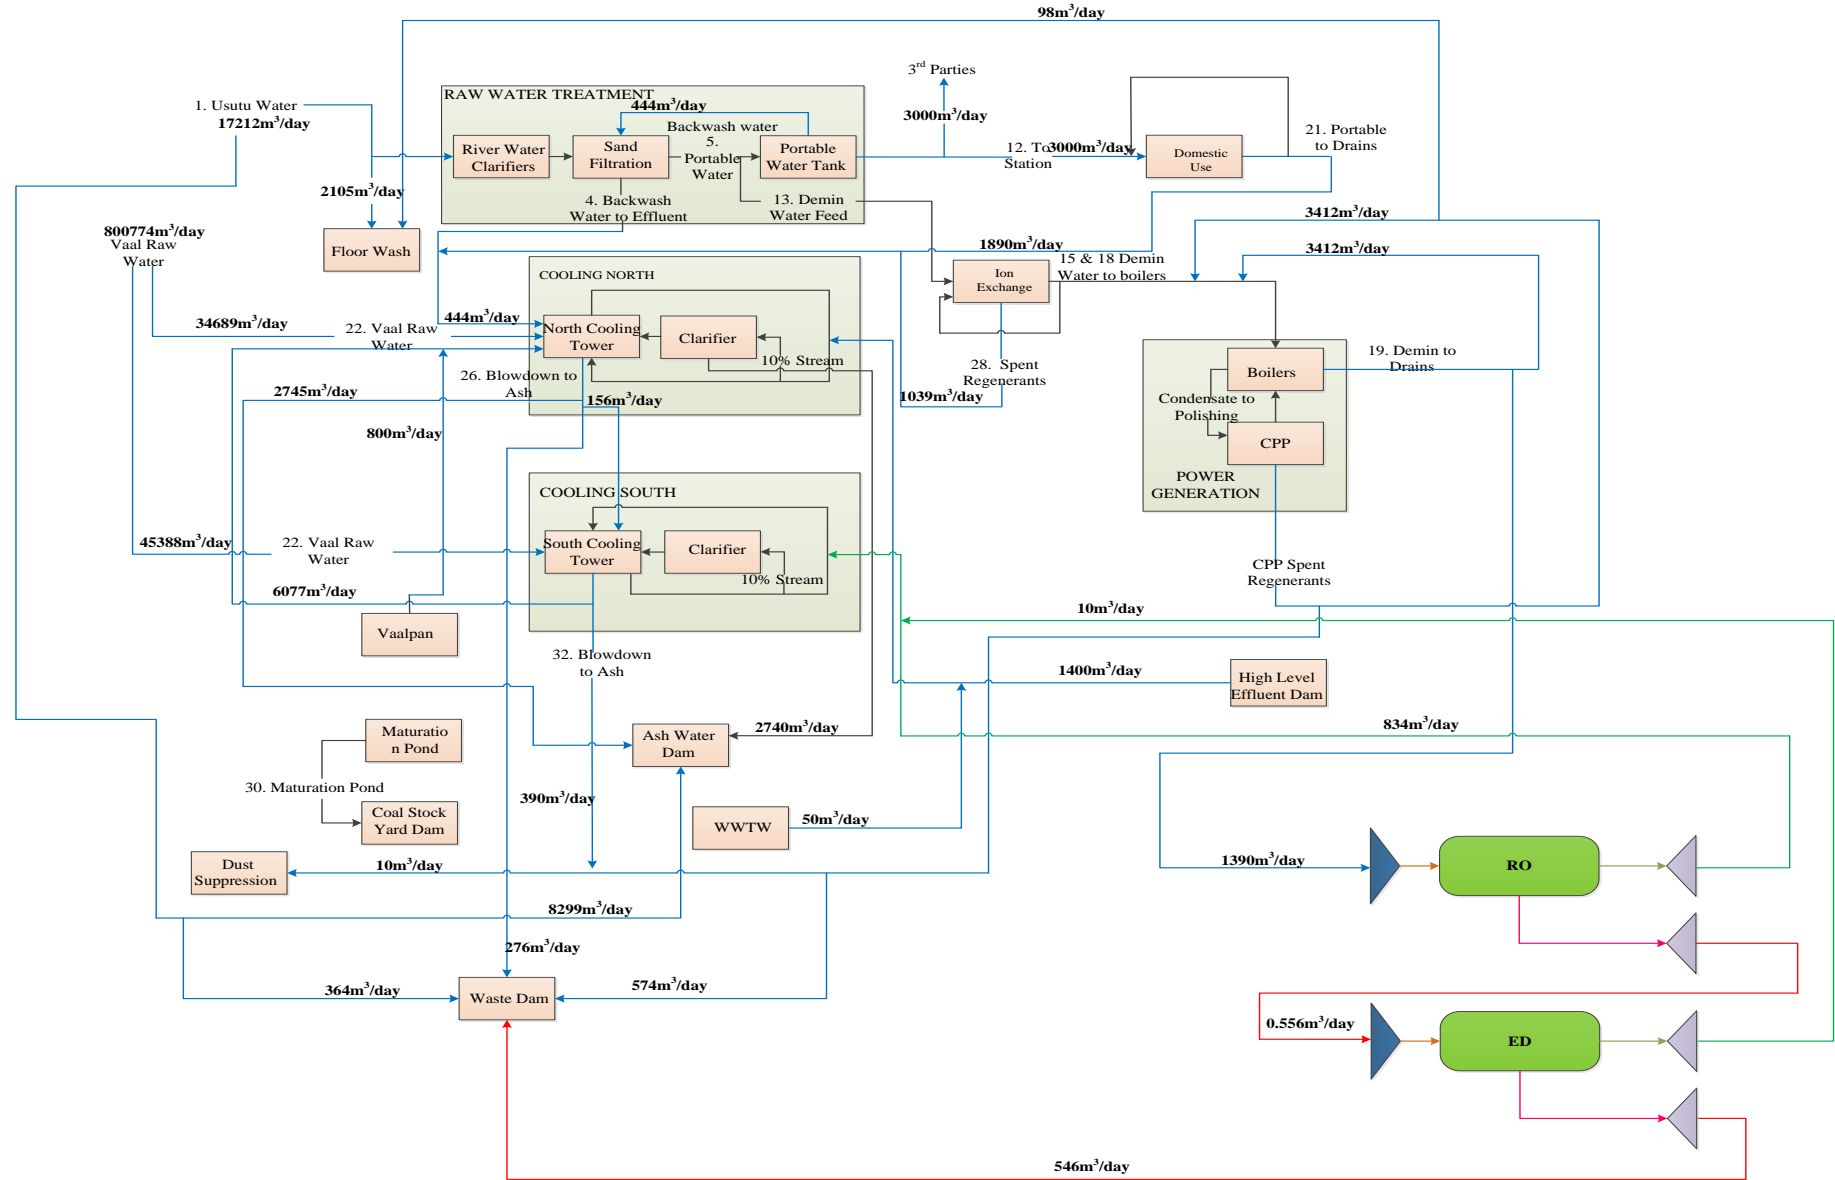 98m³/day
3rd Parties
RAW WATER TREATMENT
1. Usutu Water
17212m³/day
444m³/day
3000m³/day
Backwash water
River Water
Clarifiers
Sand
Filtration
5.
Portable
Water
Portable
Water Tank
12. To
Station
3000m³/day
Domestic
Use
21. Portable
to Drains
2105m³/day
4. Backwash
Water to Effluent
13. Demin
Water Feed
3412m³/day
800774m³/day
Vaal Raw
Water
Floor Wash
1890m³/day
3412m³/day
15 & 18 Demin
Water to boilers
COOLING NORTH
Ion
Exchange
34689m³/day
22. Vaal Raw
Water
444m³/day
North Cooling
Tower
Clarifier
10% Stream
26. Blowdown to
Ash
28. Spent
Regenerants
19. Demin to
Drains
Boilers
2745m³/day
156m³/day
1039m³/day
Condensate to
Polishing
800m³/day
CPP
POWER
GENERATION
COOLING SOUTH
45388m³/day
22. Vaal Raw
Water
South Cooling
Tower
Clarifier
10% Stream
CPP Spent
Regenerants
6077m³/day
10m³/day
Vaalpan
32. Blowdown
to Ash
1400m³/day
High Level
Effluent Dam
Maturatio
n Pond
Ash Water
Dam
2740m³/day
834m³/day
30. Maturation Pond
390m³/day
Coal Stock
Yard Dam
WWTW
50m³/day
Dust
Suppression
10m³/day
1390m³/day
RO
8299m³/day
276m³/day
364m³/day
Waste Dam
574m³/day
0.556m³/day
ED
546m³/day